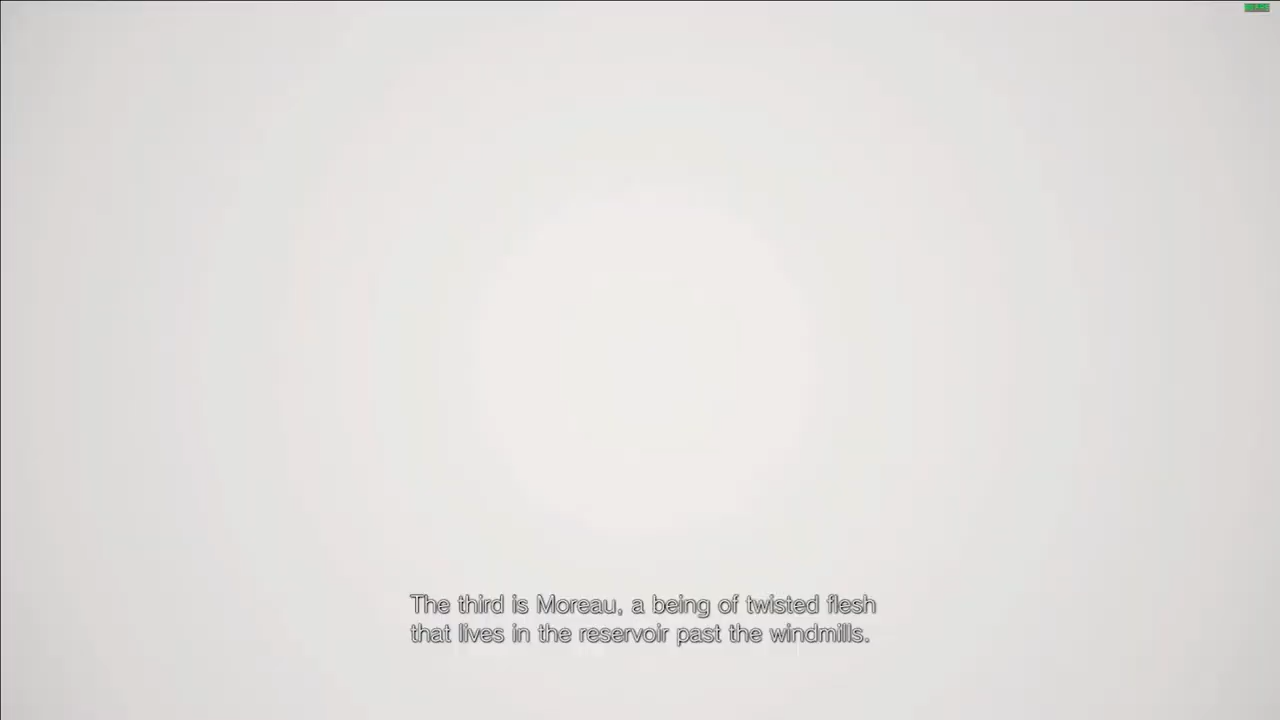 The third is Moreau, a being of twisted flesh
that lives in the reservoir past the windmills.